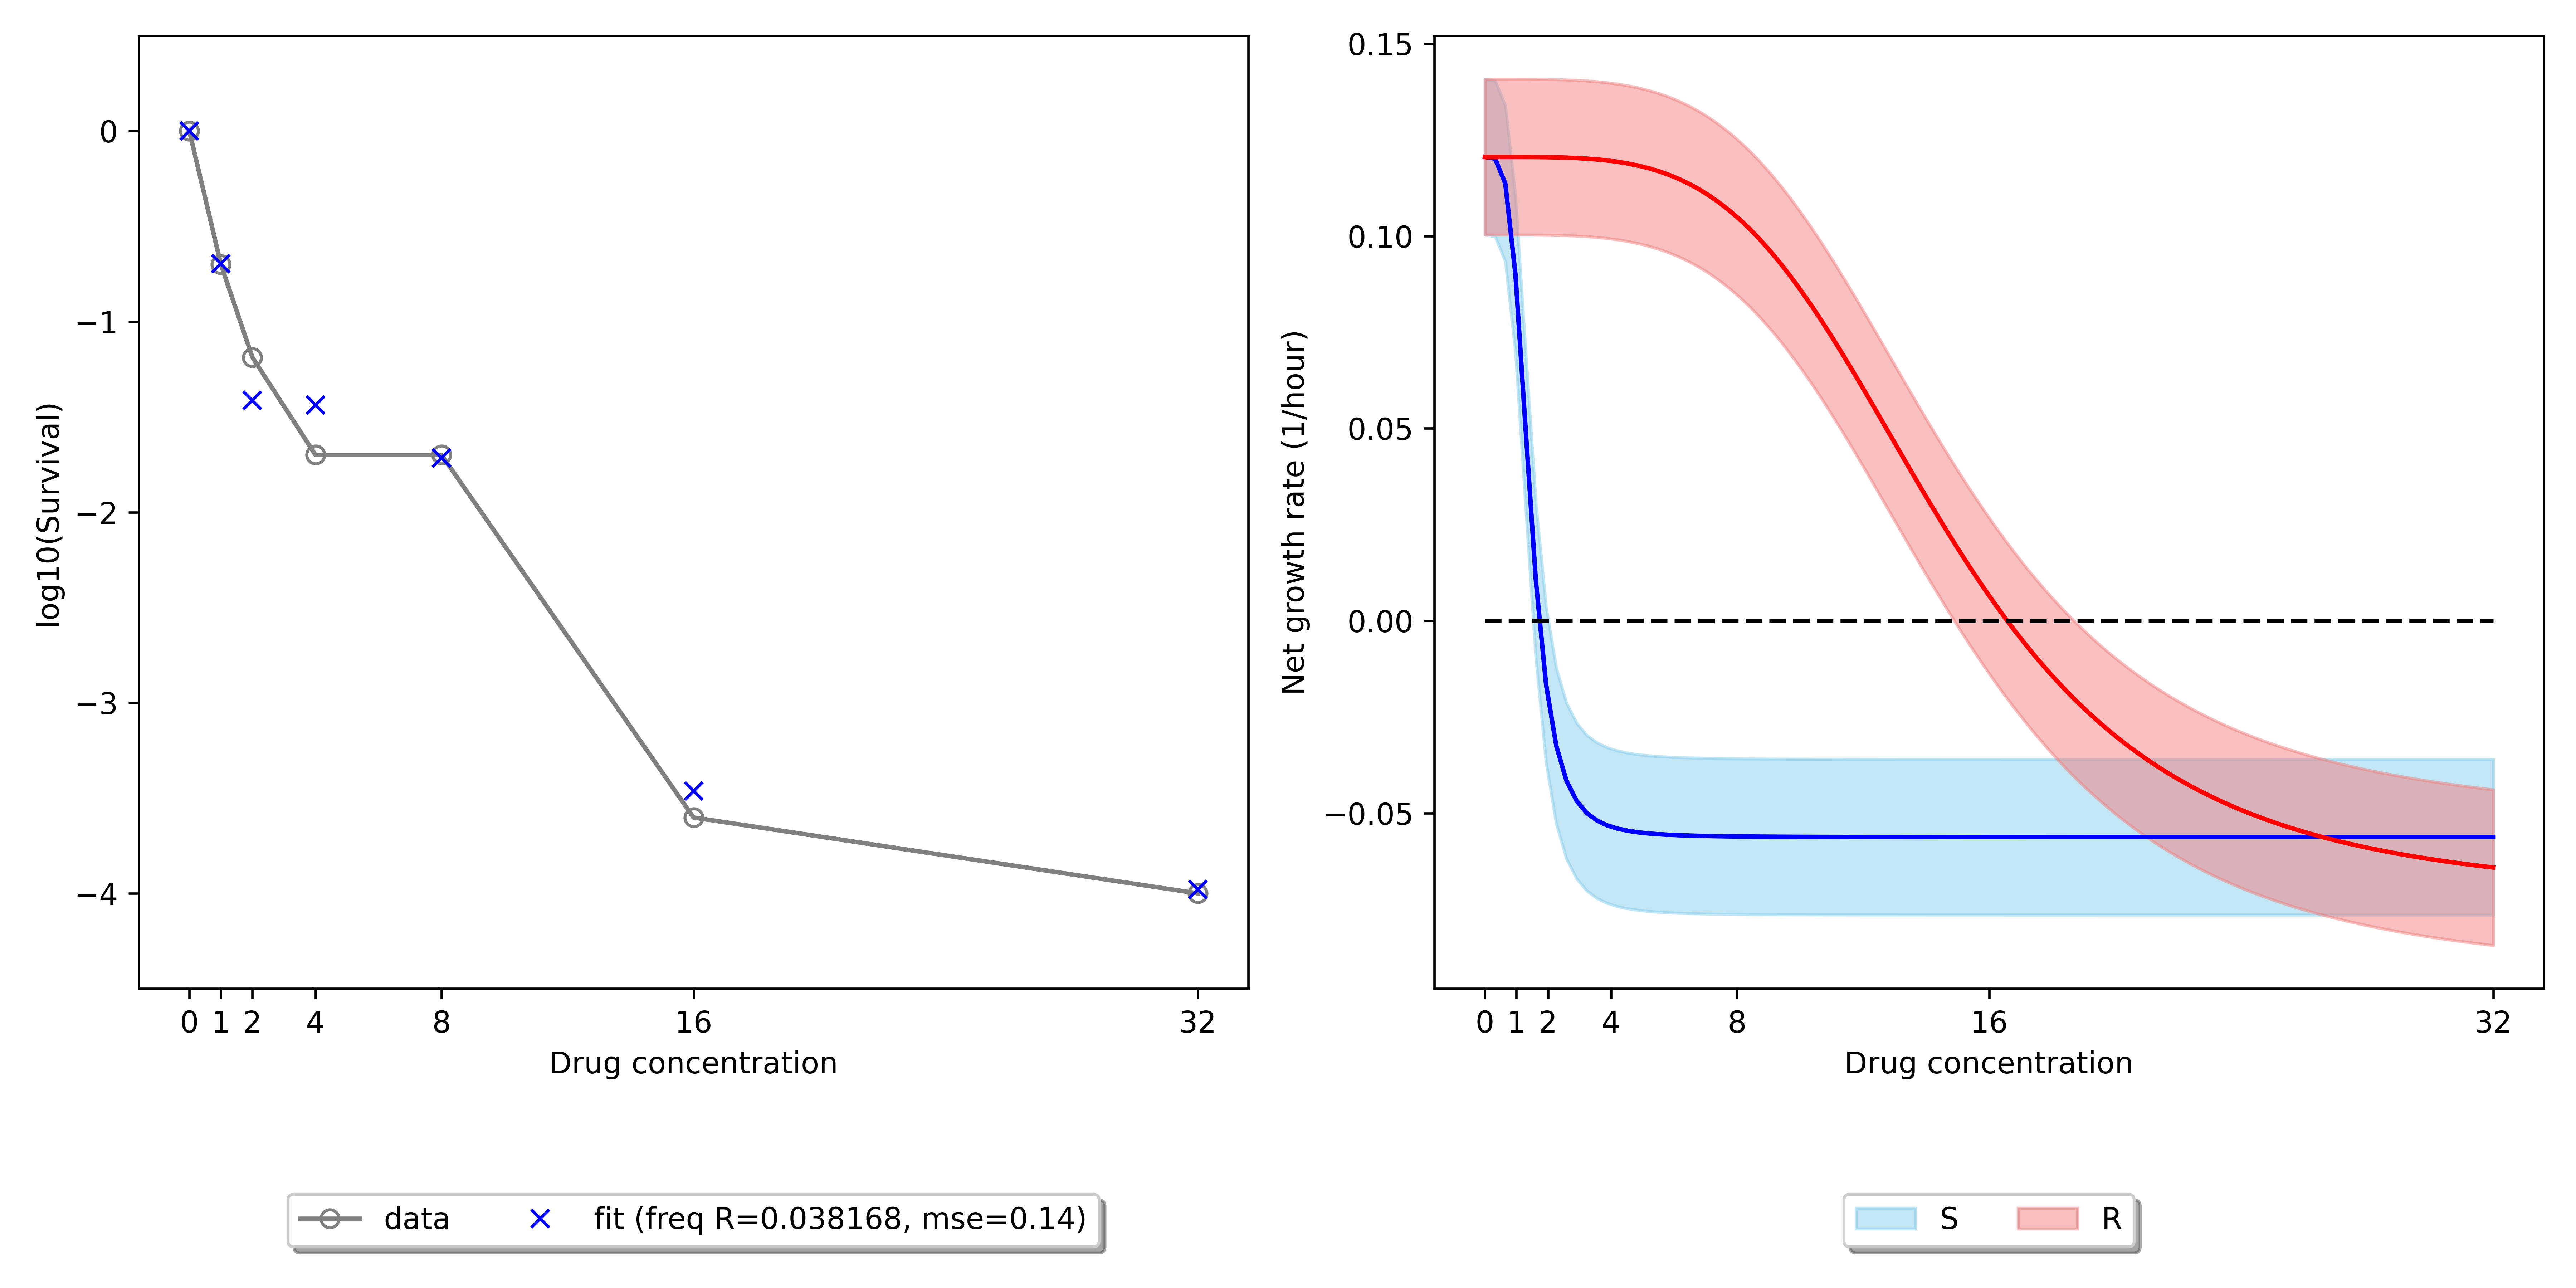 log10(Survival)
0
−1
−2
−3
−4
0 1 2 4 8 16 32
Drug concentration
data fit (freq R=0.038168, mse=0.14)
Net growth rate (1/hour)
0.15
0.10
0.05
0.00
−0.05
0 1 2 4 8 16 32
Drug concentration
S R